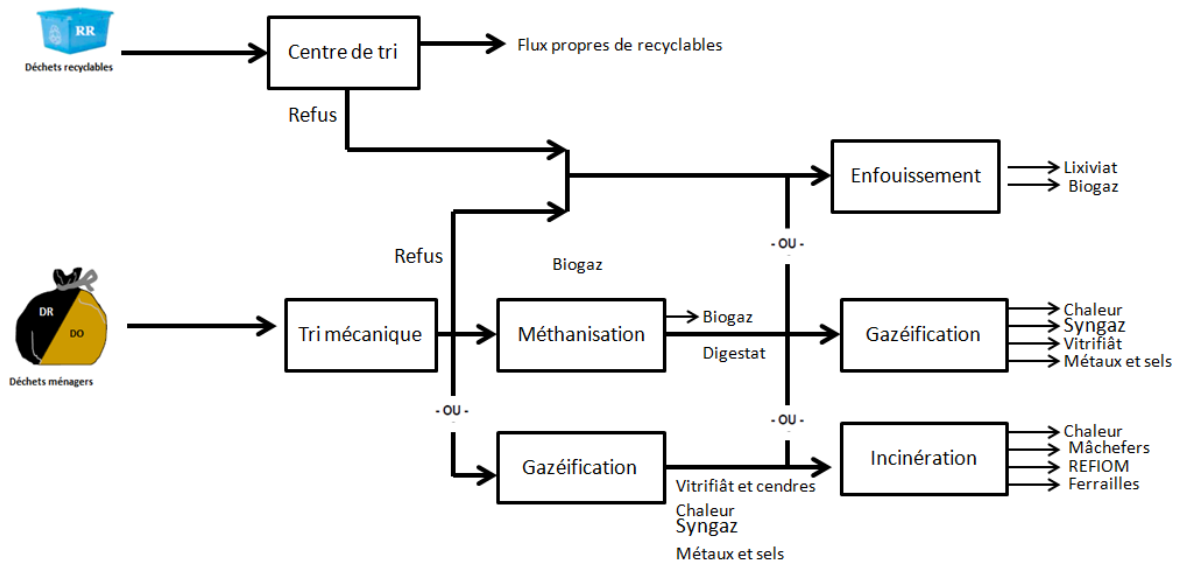 RR
Déchets recyclables
Centre de tri
Flux propres de recyclables
Refus
Enfouissement
Lixiviat
Biogaz
- OU -
Refus
Biogaz
DR
DO
Déchets ménagers
Tri mécanique
Méthanisation
Biogaz
Digestat
Gazéification
Chaleur
Syngaz
Vitrifiât
Métaux et sels
- OU -
- OU -
Gazéification
Vitrifiât et cendres
Chaleur
Syngaz
Métaux et sels
Incinération
Chaleur
Mâchefers
REFIOM
Ferrailles